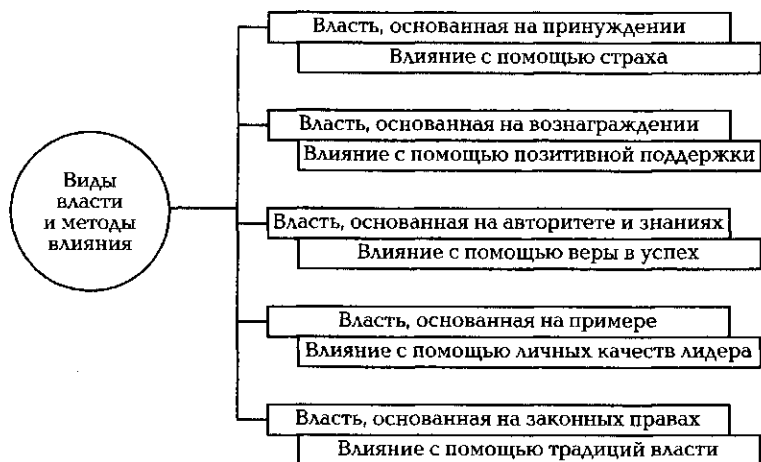 Виды
власти
и методы
влияния
Власть, основанная на принуждении
Влияние с помощью страха
Власть, основанная на вознаграждении
Влияние с помощью позитивной поддержки
Власть, основанная на авторитете и знаниях
Влияние с помощью веры в успех
Власть, основанная на примере
Влияние с помощью личных качеств лидера
Власть, основанная на законных правах
Влияние с помощью традиций власти